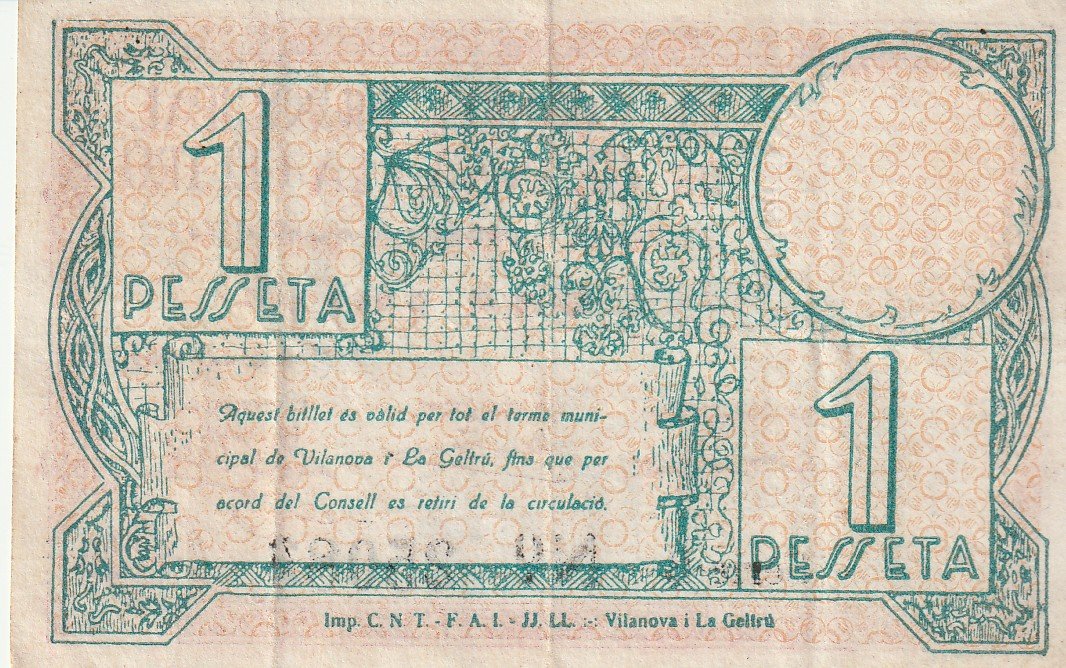 1
PESSETA
Aquest bitllet és vàlid per tot el terme muni-
cipal de Vilanova i La Geltrú, fins que per
acord del Consell es retiri de la circulació.
1
PESSETA
Imp. C. N. T. - F. A. I. - JJ. LL. :-: Vilanova i La Geltrú